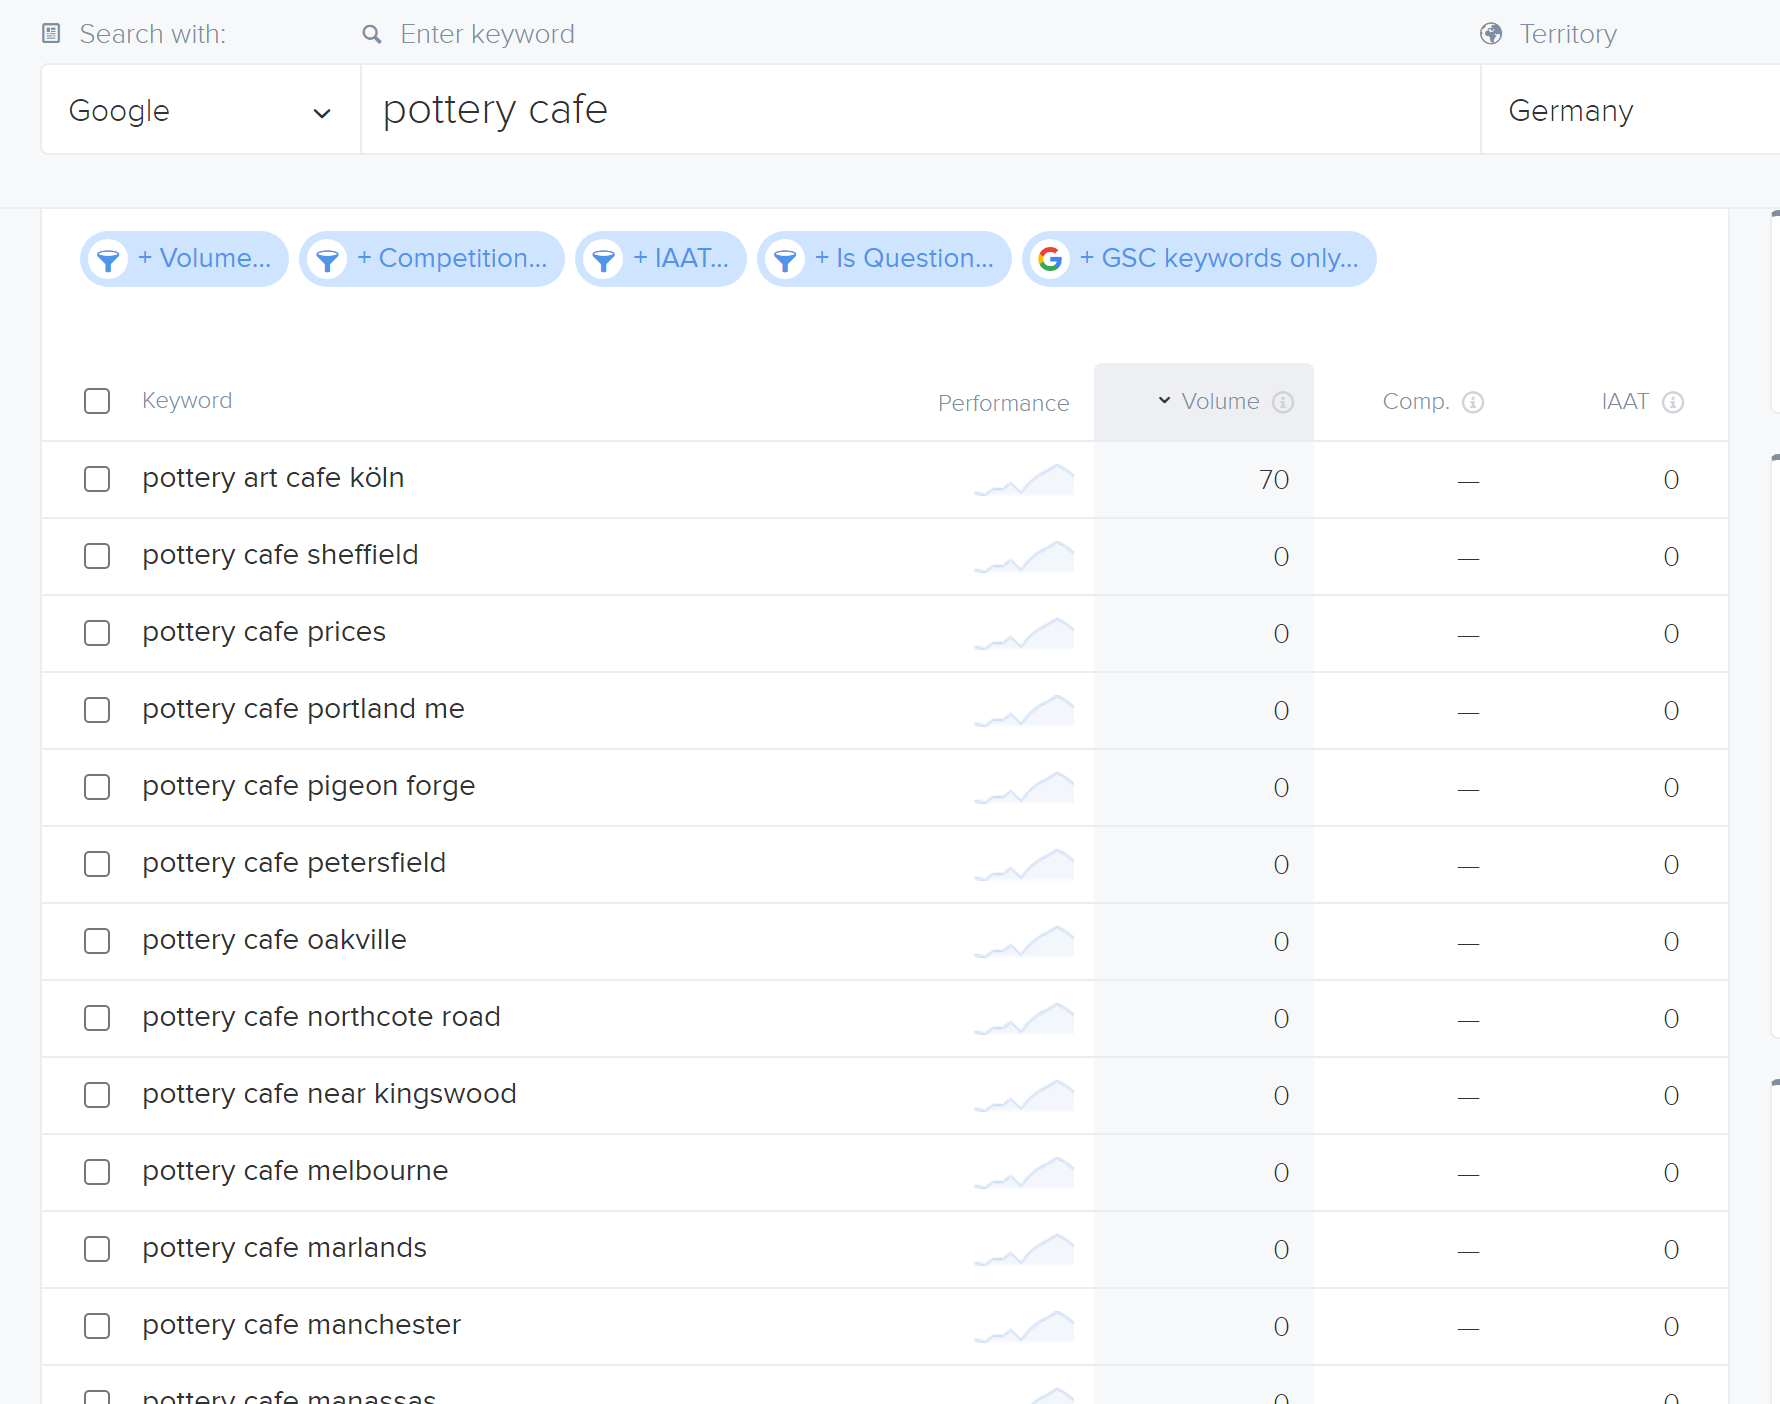 Search with:
Enter keyword
Territory
Google
pottery cafe
Germany
+ Volume...
+ Competition...
+ IAAT...
+ Is Question...
+ GSC keywords only...
Keyword Performance Volume Comp. IAAT
pottery art cafe köln 70 — 0
pottery cafe sheffield 0 — 0
pottery cafe prices 0 — 0
pottery cafe portland me 0 — 0
pottery cafe pigeon forge 0 — 0
pottery cafe petersfield 0 — 0
pottery cafe oakville 0 — 0
pottery cafe northcote road 0 — 0
pottery cafe near kingswood 0 — 0
pottery cafe melbourne 0 — 0
pottery cafe marlands 0 — 0
pottery cafe manchester 0 — 0
pottery cafe manassas 0 0